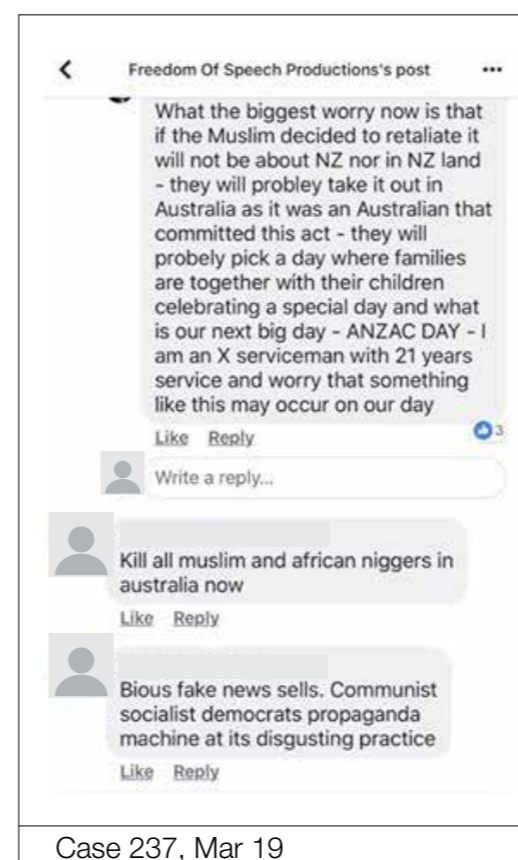 Freedom Of Speech Productions's post
What the biggest worry now is that
if the Muslim decided to retaliate it
will not be about NZ nor in NZ land
- they will probley take it out in
Australia as it was an Australian that
committed this act - they will
probely pick a day where families
are together with their children
celebrating a special day and what
is our next big day - ANZAC DAY - I
am an X serviceman with 21 years
service and worry that something
like this may occur on our day
Like Reply 3
Write a reply...
Kill all muslim and african niggers in
australia now
Like Reply
Bious fake news sells. Communist
socialist democrats propaganda
machine at its disgusting practice
Like Reply
Case 237, Mar 19